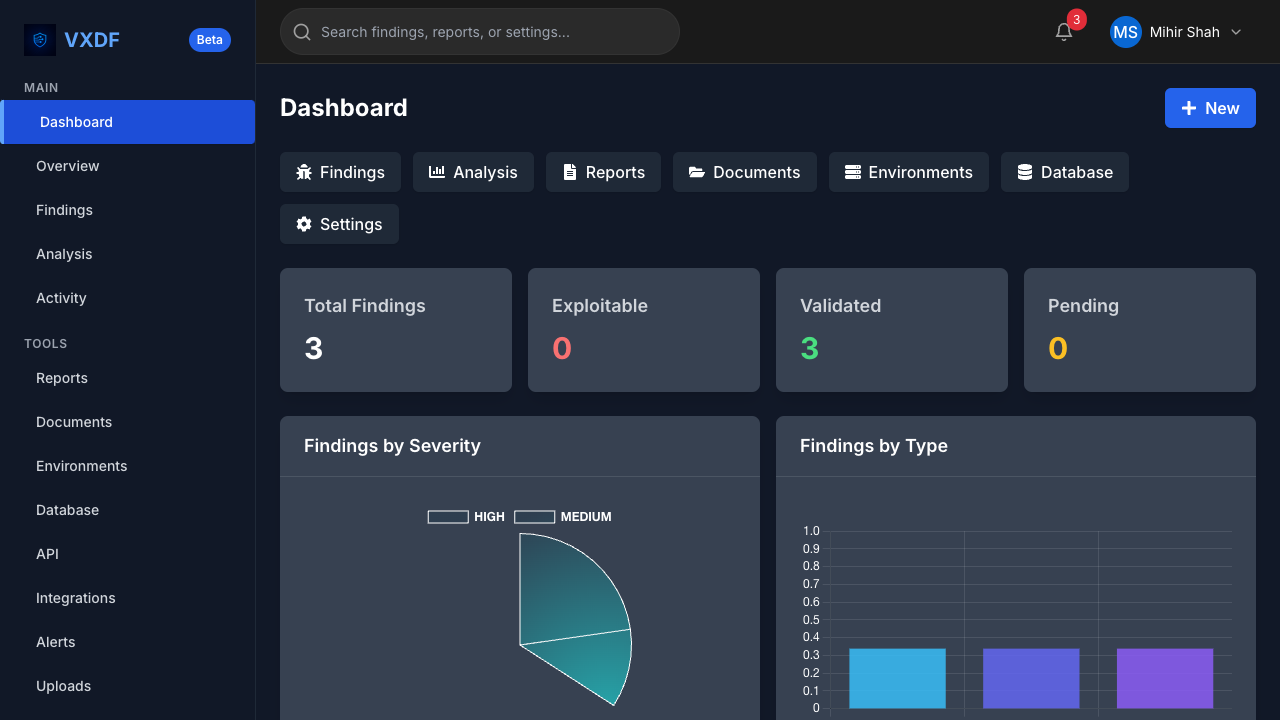 VXDF
Beta
Search findings, reports, or settings...
3
MS
Mihir Shah
MAIN
Dashboard
Overview
Findings
Analysis
Activity
TOOLS
Reports
Documents
Environments
Database
API
Integrations
Alerts
Uploads
Dashboard
New
Findings
Analysis
Reports
Documents
Environments
Database
Settings
Total Findings
3
Exploitable
0
Validated
3
Pending
0
Findings by Severity
HIGH
MEDIUM
Findings by Type
1.0
0.9
0.8
0.7
0.6
0.5
0.4
0.3
0.2
0.1
0